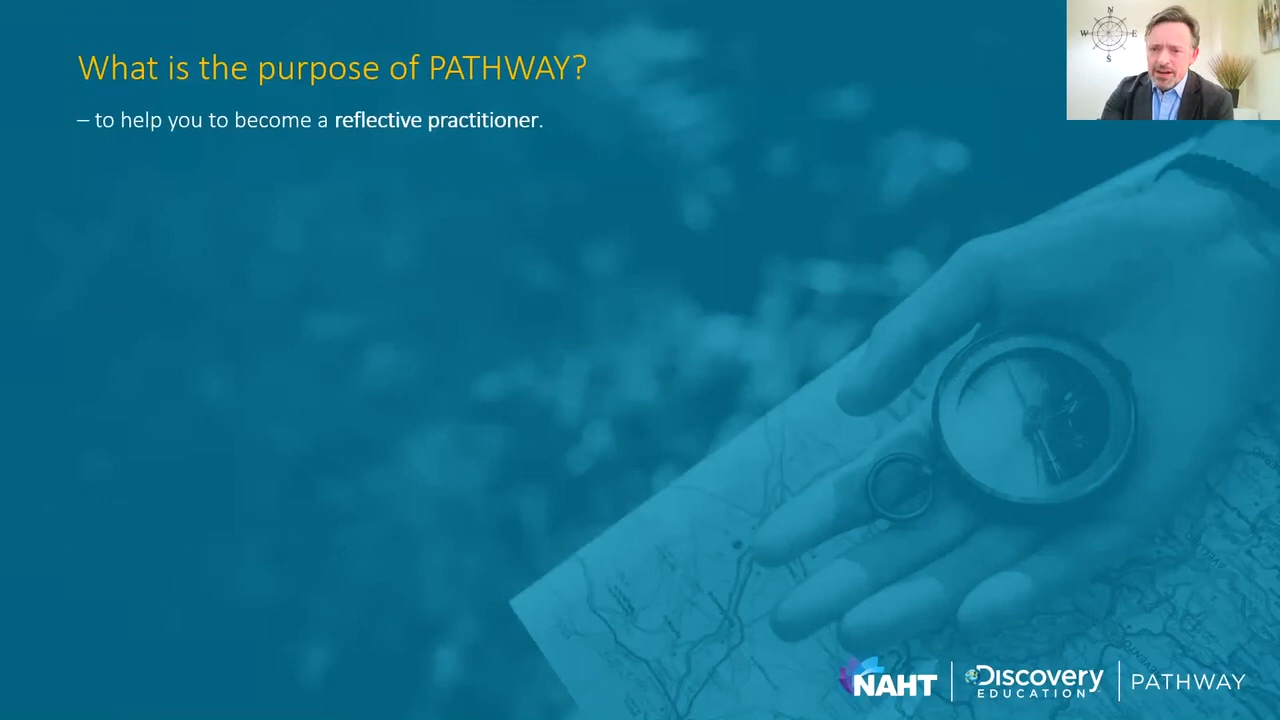 What is the purpose of PATHWAY?
– to help you to become a reflective practitioner.
N
W E
S
NAHT
Discovery
EDUCATION
PATHWAY